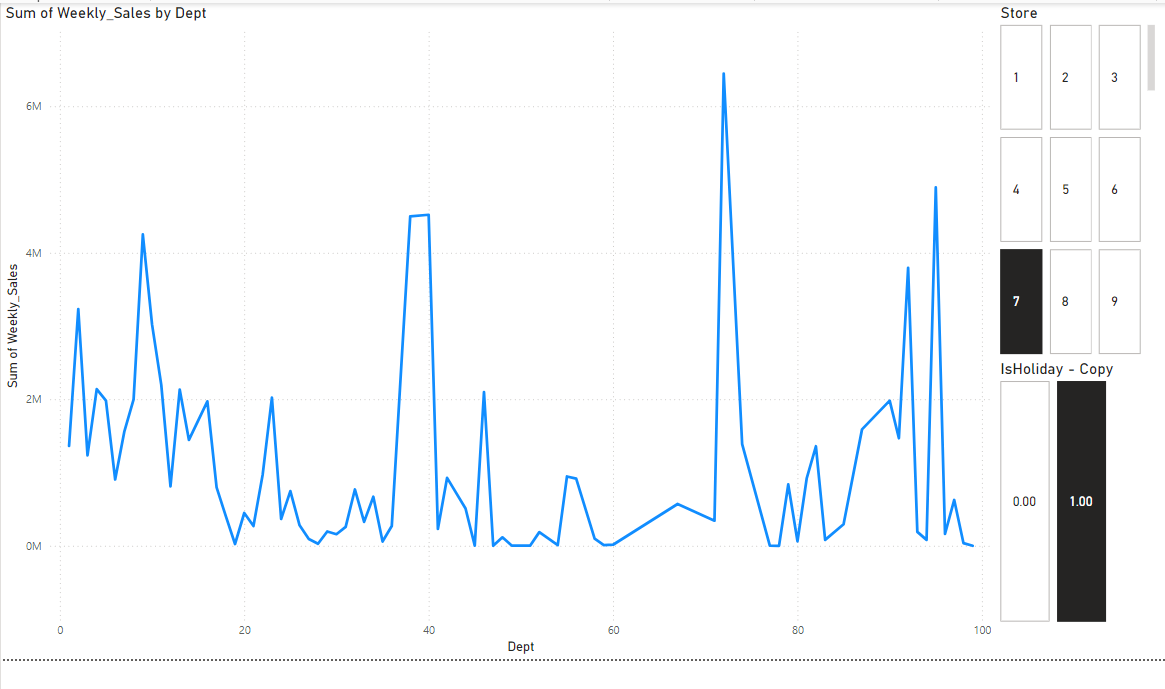 Sum of Weekly_Sales by Dept
Sum of Weekly_Sales
6M
4M
2M
0M
0 20 40 60 80 100
Dept
Store
1 2 3
4 5 6
7 8 9
IsHoliday - Copy
0.00 1.00